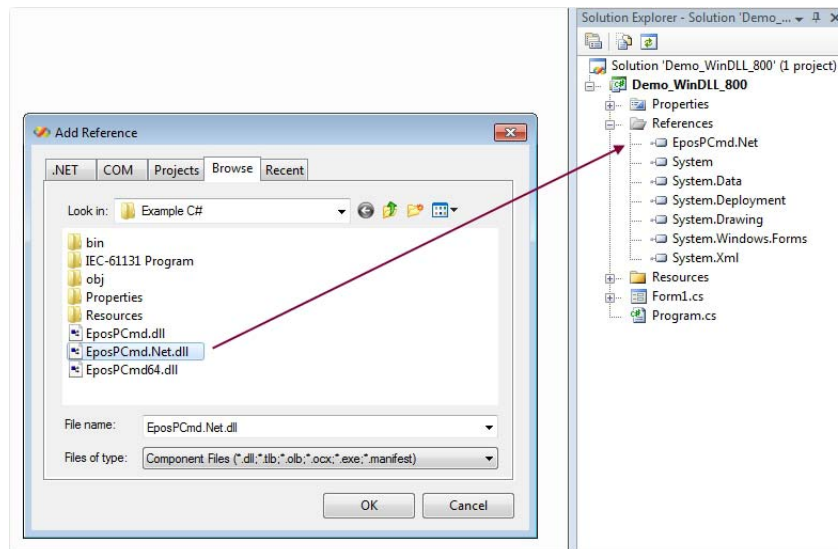 Solution Explorer - Solution 'Demo_...
Solution 'Demo_WinDLL_800' (1 project)
Demo_WinDLL_800
Properties
References
EposPCmd.Net
System
System.Data
System.Deployment
System.Drawing
System.Windows.Forms
System.Xml
Resources
Form1.cs
Program.cs
Add Reference
.NET COM Projects Browse Recent
Look in: Example C#
bin
IEC-61131 Program
obj
Properties
Resources
EposPCmd.dll
EposPCmd.Net.dll
EposPCmd64.dll
File name: EposPCmd.Net.dll
Files of type: Component Files (*.dll;*.tlb;*.olb;*.ocx;*.exe;*.manifest)
OK Cancel